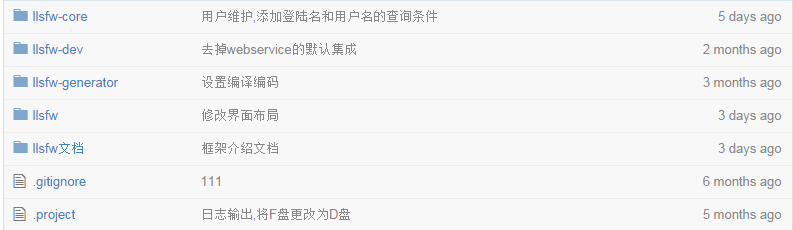 llsfw-core 用户维护,添加登陆名和用户名的查询条件 5 days ago
llsfw-dev 去掉webservice的默认集成 2 months ago
llsfw-generator 设置编译编码 3 months ago
llsfw 修改界面布局 3 days ago
llsfw文档 框架介绍文档 3 days ago
.gitignore 111 6 months ago
.project 日志输出,将F盘更改为D盘 5 months ago